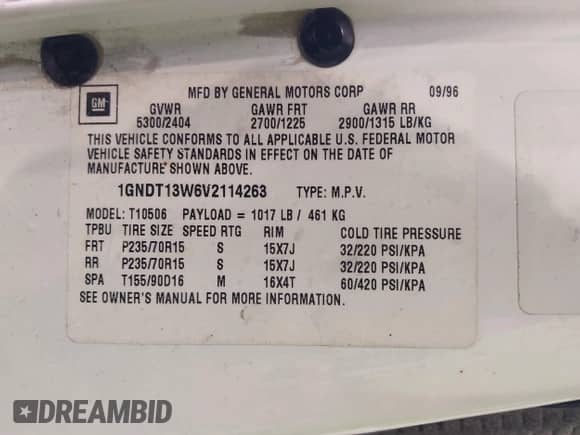 GM
MFD BY GENERAL MOTORS CORP 09/96
GVWR GAWR FRT GAWR RR
5300/2404 2700/1225 2900/1315 LB/KG
THIS VEHICLE CONFORMS TO ALL APPLICABLE U.S. FEDERAL MOTOR
VEHICLE SAFETY STANDARDS IN EFFECT ON THE DATE OF
MANUFACTURE SHOWN ABOVE.
1GNDT13W6V2114263 TYPE: M.P.V.
MODEL: T10506 PAYLOAD = 1017 LB / 461 KG
TPBU TIRE SIZE SPEED RTG RIM COLD TIRE PRESSURE
FRT P235/70R15 S 15X7J 32/220 PSI/KPA
RR P235/70R15 S 15X7J 32/220 PSI/KPA
SPA T155/90D16 M 16X4T 60/420 PSI/KPA
SEE OWNER'S MANUAL FOR MORE INFORMATION.
DREAMBID